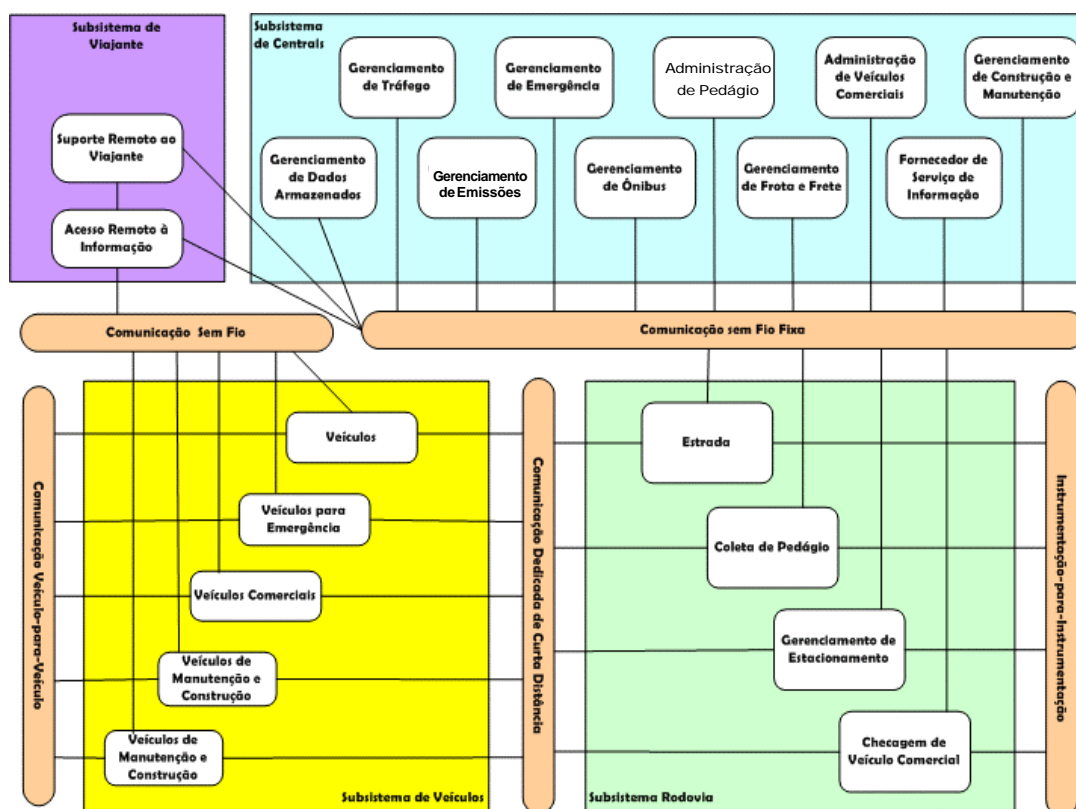 Subsistema de
Viajante
Suporte Remoto ao
Viajante
Acesso Remoto à
Informação
Subsistema
de Centrais
Gerenciamento
de Tráfego
Gerenciamento
de Emergência
Administração
de Pedágio
Administração
de Veículos
Comerciais
Gerenciamento
de Construção e
Manutenção
Gerenciamento
de Dados
Armazenados
Gerenciamento
de Emissões
Gerenciamento
de Ônibus
Gerenciamento
de Frota e Frete
Fornecedor de
Serviço de
Informação
Comunicação Sem Fio
Comunicação sem Fio Fixa
Comunicação Veículo-para-Veículo
Veículos
Veículos para
Emergência
Veículos Comerciais
Veículos de
Manutenção e
Construção
Veículos de
Manutenção e
Construção
Subsistema de Veículos
Comunicação Dedicada de Curta Distância
Estrada
Coleta de Pedágio
Gerenciamento de
Estacionamento
Checagem de
Veículo Comercial
Subsistema Rodovia
Instrumentação-para-Instrumentação